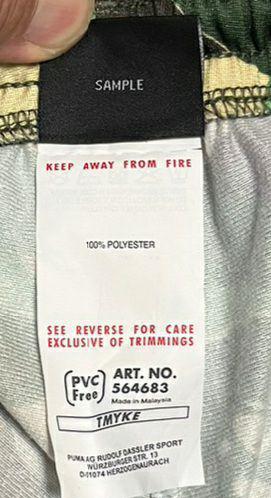 SAMPLE
KEEP AWAY FROM FIRE
100% POLYESTER
SEE REVERSE FOR CARE
EXCLUSIVE OF TRIMMINGS
PVC Free
ART. NO.
564683
Made in Malaysia
TMYKE
PUMA AG RUDOLF DASSLER SPORT
WÜRZBURGER STR. 13
D-91074 HERZOGENAURACH